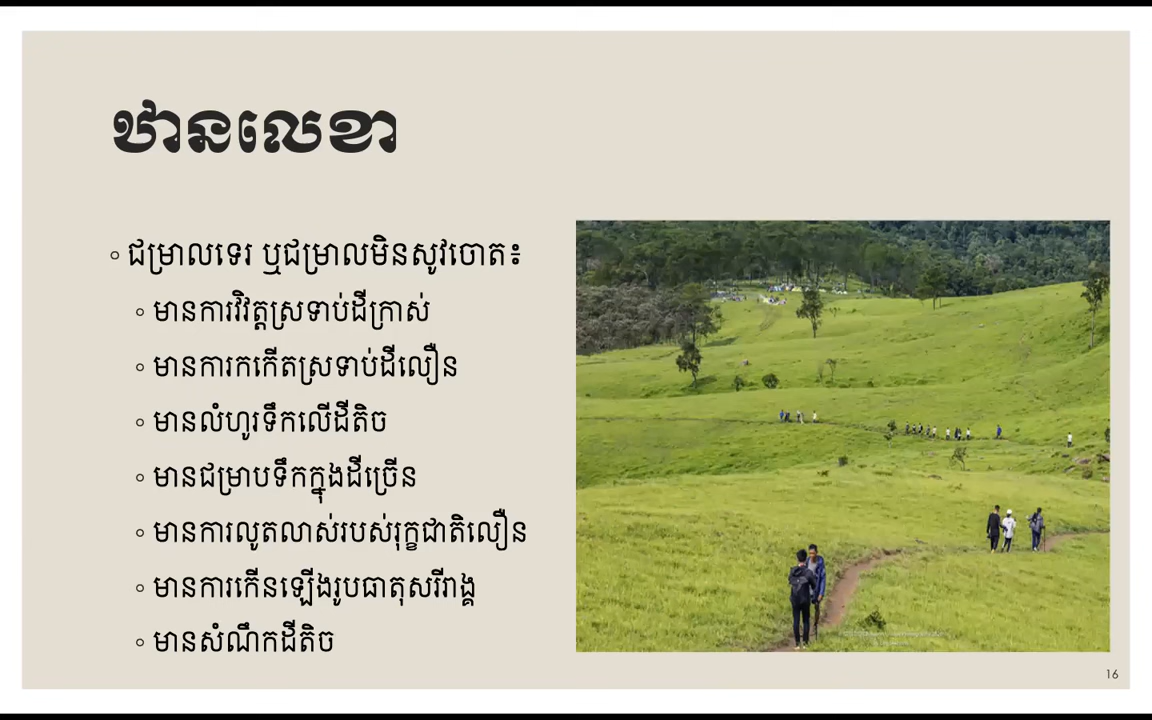 ឋានលេខា
◦ ជម្រាលទេរ ឬជម្រាលមិនសូវចោត៖
◦ មានការវិវត្តស្រទាប់ដីក្រាស់
◦ មានការកកើតស្រទាប់ដីលឿន
◦ មានលំហូរទឹកលើដីតិច
◦ មានជម្រាបទឹកក្នុងដីច្រើន
◦ មានការលូតលាស់របស់រុក្ខជាតិលឿន
◦ មានការកើនឡើងរូបធាតុសរីរាង្គ
◦ មានសំណឹកដីតិច
16